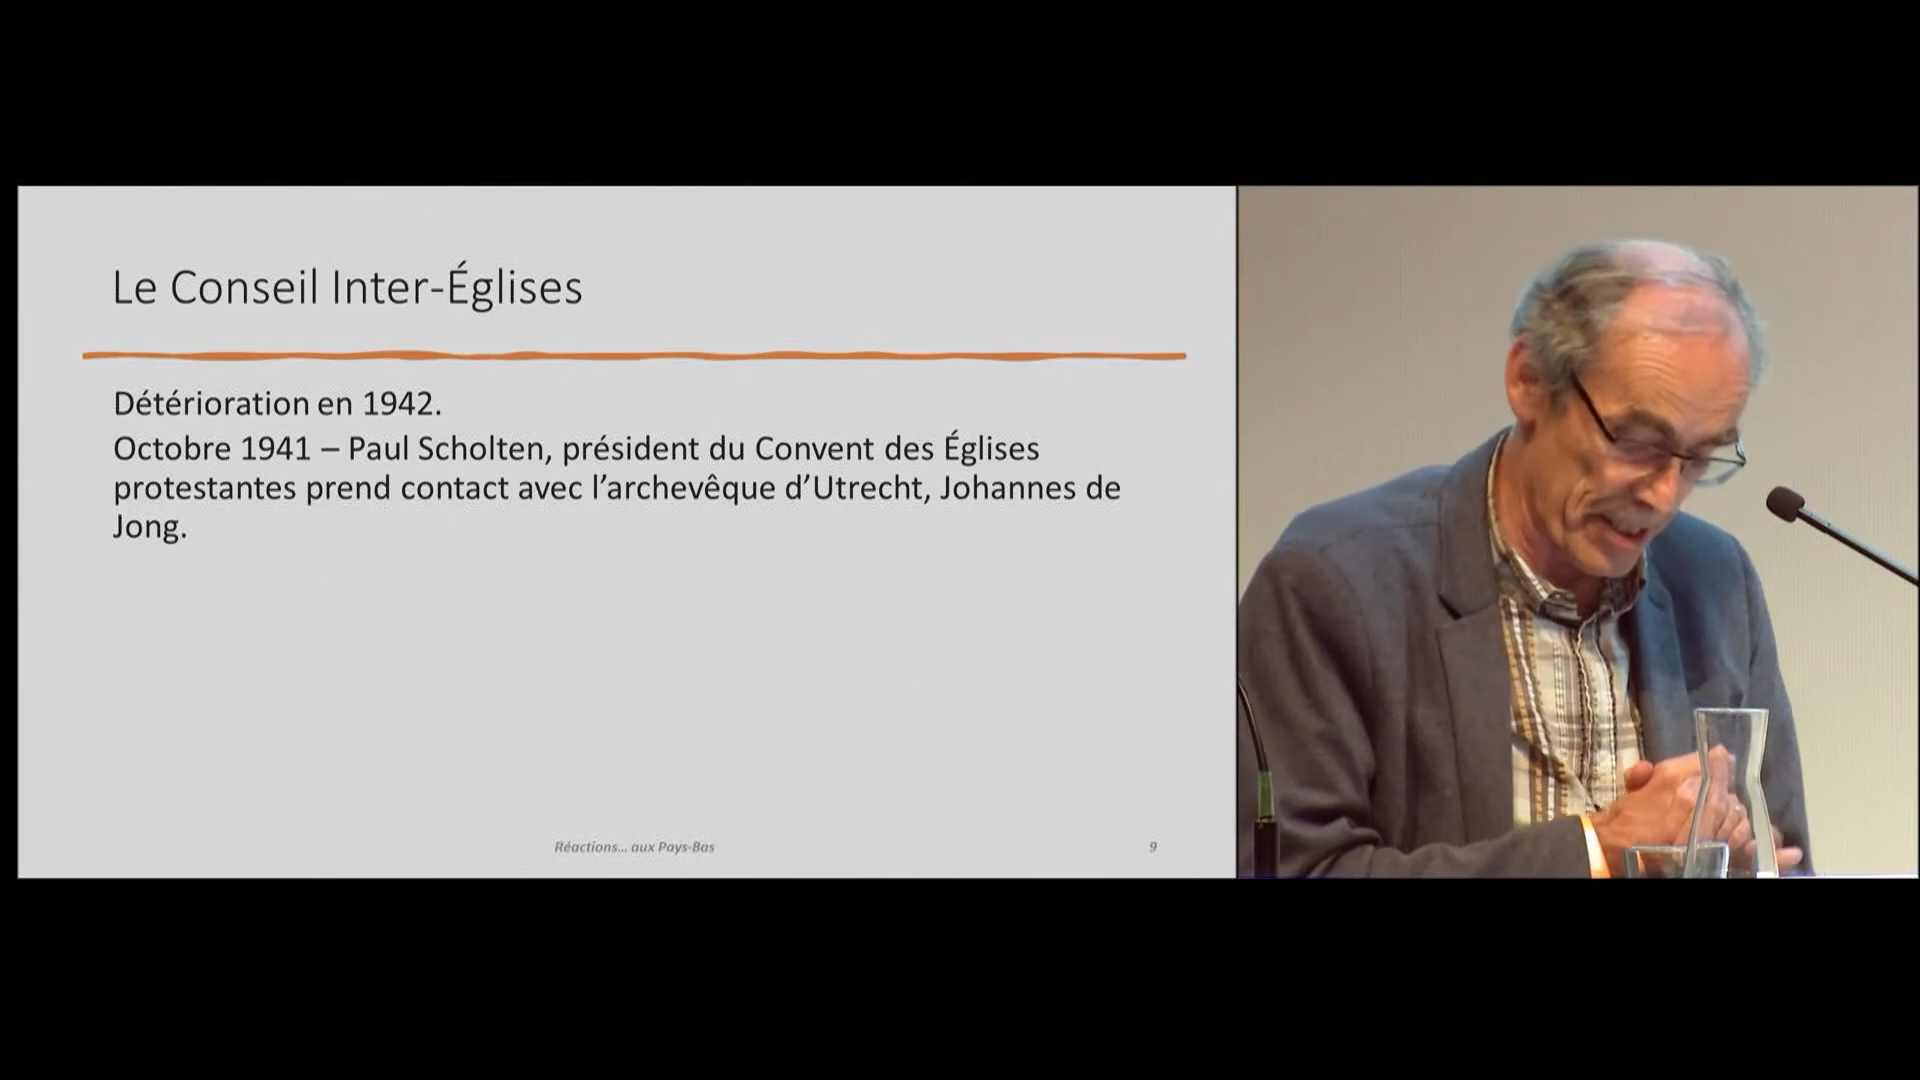 Le Conseil Inter-Églises
Détérioration en 1942.
Octobre 1941 – Paul Scholten, président du Convent des Églises
protestantes prend contact avec l’archevêque d’Utrecht, Johannes de
Jong.
Réactions... aux Pays-Bas
9